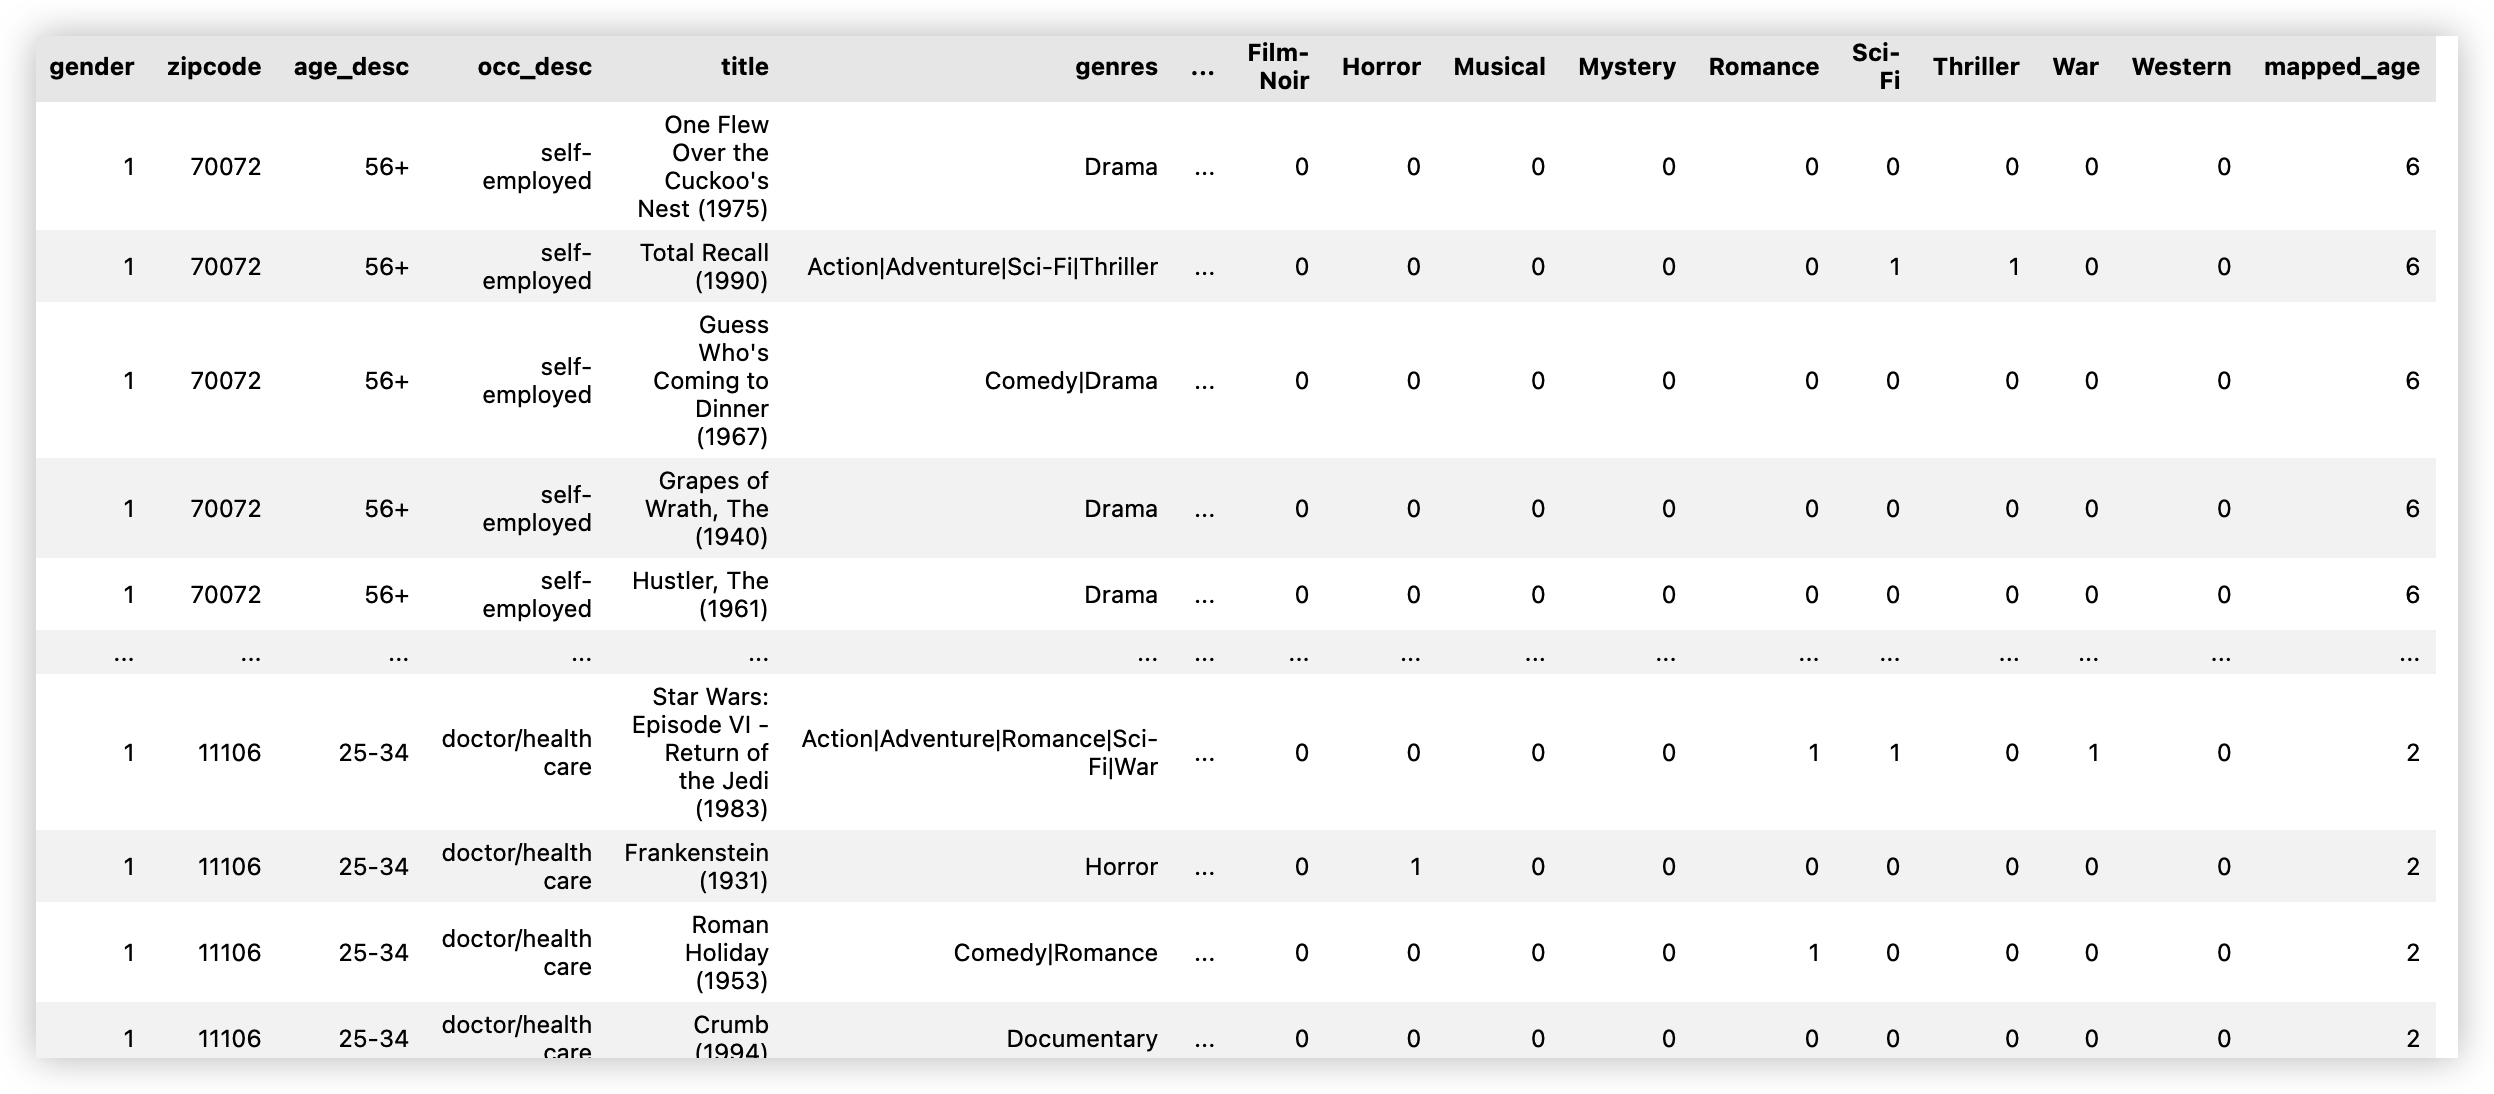 gender zipcode age_desc occ_desc title genres ... Film-Noir Horror Musical Mystery Romance Sci-Fi Thriller War Western mapped_age
1 70072 56+ self-employed One Flew Over the Cuckoo's Nest (1975) Drama ... 0 0 0 0 0 0 0 0 0 6
1 70072 56+ self-employed Total Recall (1990) Action|Adventure|Sci-Fi|Thriller ... 0 0 0 0 0 1 1 0 0 6
1 70072 56+ self-employed Guess Who's Coming to Dinner (1967) Comedy|Drama ... 0 0 0 0 0 0 0 0 0 6
1 70072 56+ self-employed Grapes of Wrath, The (1940) Drama ... 0 0 0 0 0 0 0 0 0 6
1 70072 56+ self-employed Hustler, The (1961) Drama ... 0 0 0 0 0 0 0 0 0 6
... ... ... ... ... ... ... ... ... ... ... ... ... ... ... ... ...
1 11106 25-34 doctor/health care Star Wars: Episode VI - Return of the Jedi (1983) Action|Adventure|Romance|Sci-Fi|War ... 0 0 0 0 1 1 0 1 0 2
1 11106 25-34 doctor/health care Frankenstein (1931) Horror ... 0 1 0 0 0 0 0 0 0 2
1 11106 25-34 doctor/health care Roman Holiday (1953) Comedy|Romance ... 0 0 0 0 1 0 0 0 0 2
1 11106 25-34 doctor/health care Crumb (1994) Documentary ... 0 0 0 0 0 0 0 0 0 2